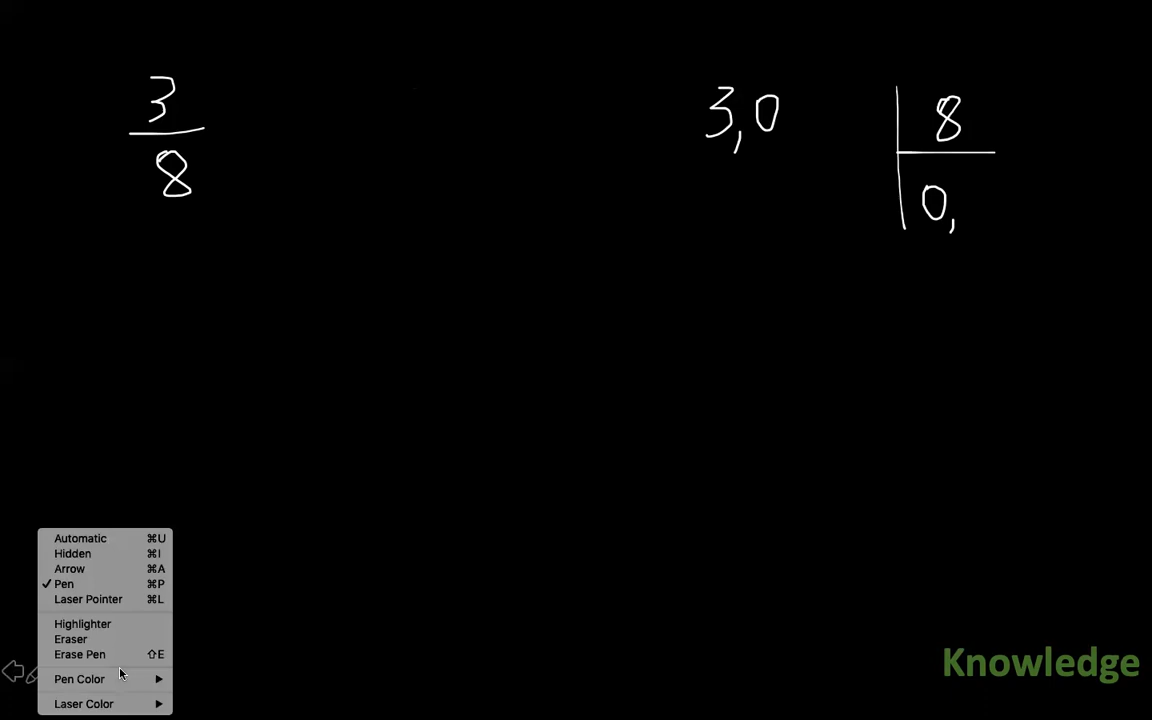 3
8
3,0 8
0,
Automatic ⌘U
Hidden ⌘I
Arrow ⌘A
✓ Pen ⌘P
Laser Pointer ⌘L
Highlighter
Eraser
Erase Pen ⇧E
Pen Color ▶
Laser Color ▶
Knowledge